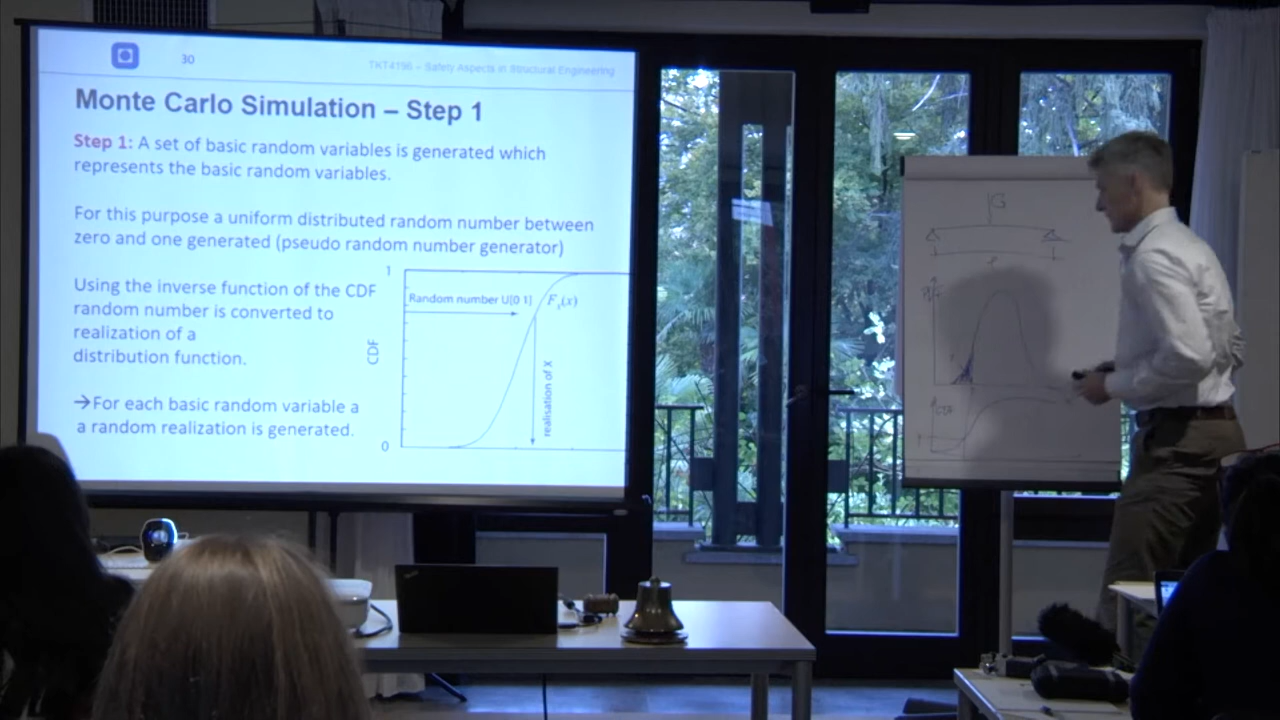 30
TKT4196 – Safety Aspects in Structural Engineering
Monte Carlo Simulation – Step 1
Step 1: A set of basic random variables is generated which
represents the basic random variables.
For this purpose a uniform distributed random number between
zero and one generated (pseudo random number generator)
Using the inverse function of the CDF
random number is converted to
realization of a
distribution function.
→For each basic random variable a
a random realization is generated.
1
Random number U[0 1]
Fₓ(x)
CDF
realisation of X
0
G
CDF